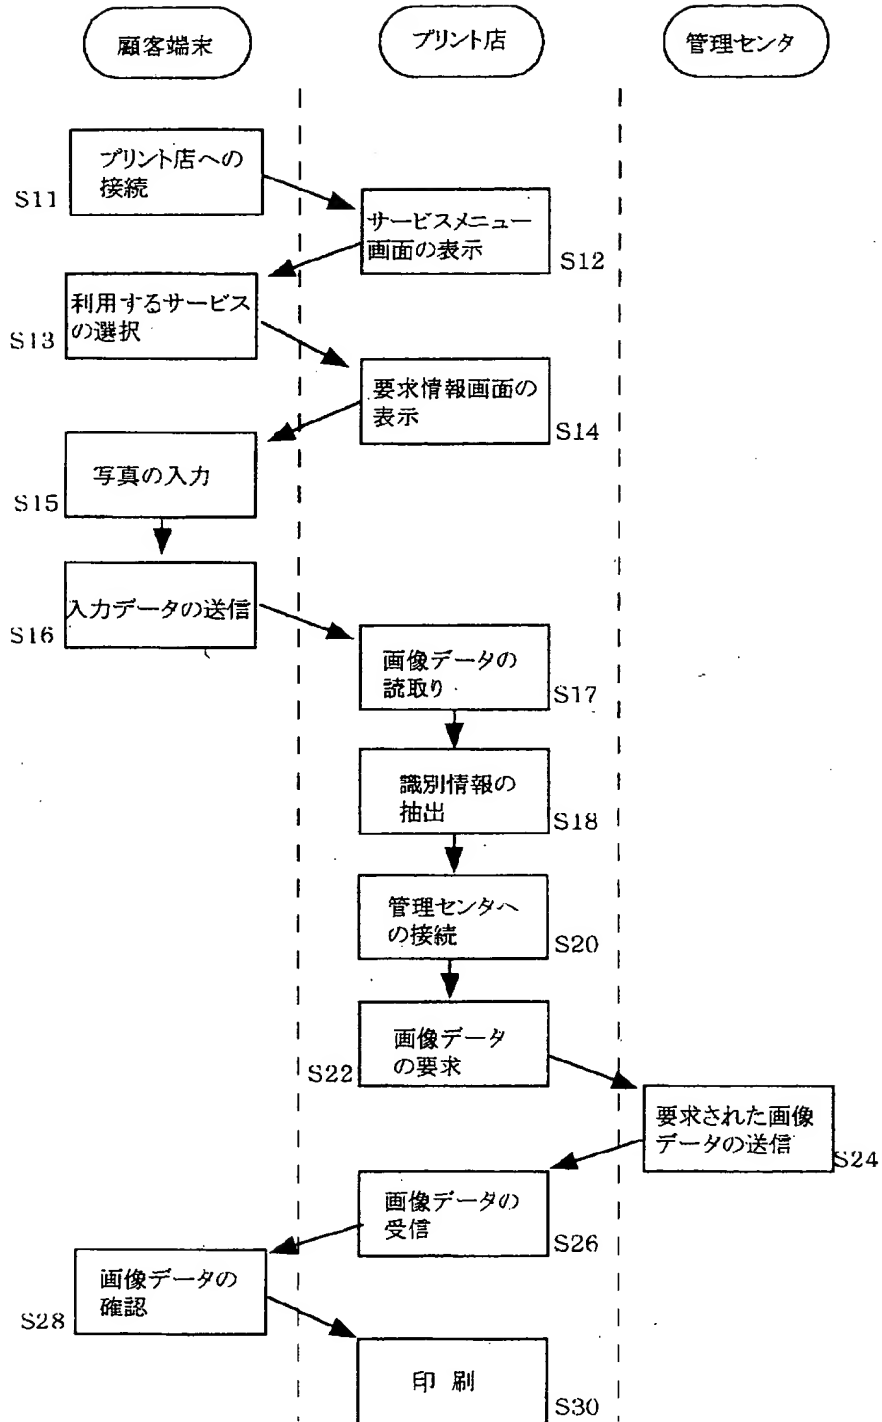 顧客端末
プリント店
管理センタ
プリント店への
接続
S11
サービスメニュー
画面の表示
S12
利用するサービス
の選択
S13
要求情報画面の
表示
S14
写真の入力
S15
入力データの送信
S16
画像データの
読取り
S17
識別情報の
抽出
S18
管理センタへ
の接続
S20
画像データ
の要求
S22
要求された画像
データの送信
S24
画像データの
受信
S26
画像データの
確認
S28
印 刷
S30